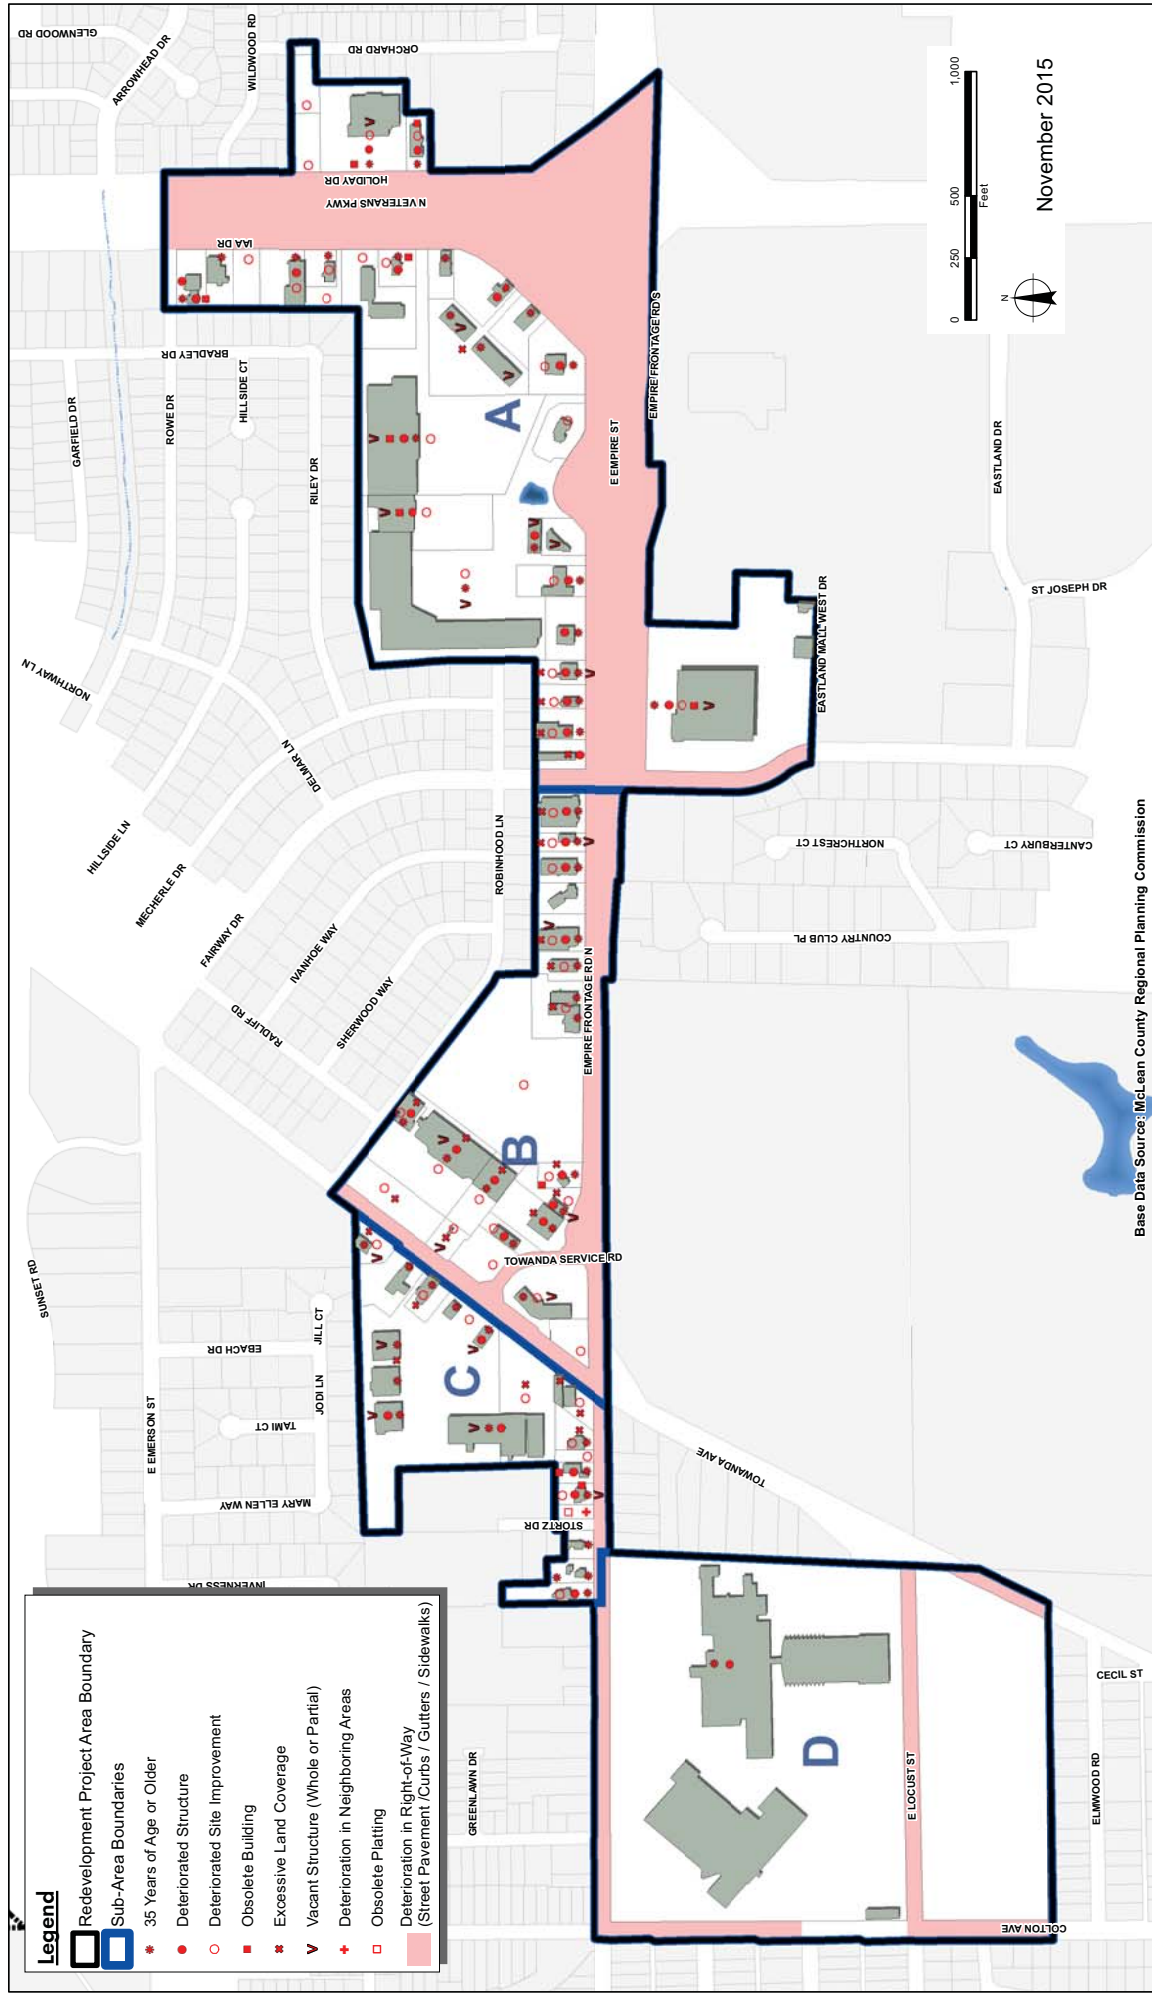 Legend
Redevelopment Project Area Boundary
Sub-Area Boundaries
35 Years of Age or Older
Deteriorated Structure
Deteriorated Site Improvement
Obsolete Building
Excessive Land Coverage
Vacant Structure (Whole or Partial)
Deterioration in Neighboring Areas
Obsolete Platting
Deterioration in Right-of-Way
(Street Pavement /Curbs / Gutters / Sidewalks)
SUNSET RD
E EMERSON ST
INVERNESS DR
MARY ELLEN WAY
TAMI CT
JODI LN
EBACH DR
JILL CT
STORTZ DR
GREENLAWN DR
RADLIFF RD
SHERWOOD WAY
IVANHOE WAY
FAIRWAY DR
MECHERLE DR
HILLSIDE LN
DELMAR LN
ROBINHOOD LN
NORTHWAY LN
GARFIELD DR
ROWE DR
HILLSIDE CT
RILEY DR
BRADLEY DR
IAA DR
N VETERANS PKWY
HOLIDAY DR
GLENWOOD RD
ARROWHEAD DR
WILDWOOD RD
ORCHARD RD
A
B
C
D
E EMPIRE ST
EMPIRE FRONTAGE RD S
EMPIRE FRONTAGE RD N
TOWANDA SERVICE RD
TOWANDA AVE
E LOCUST ST
COLTON AVE
ELMWOOD RD
CECIL ST
COUNTRY CLUB PL
NORTHCREST CT
CANTERBURY CT
EASTLAND MALL WEST DR
ST JOSEPH DR
EASTLAND DR
N
0 250 500 1,000
Feet
November 2015
Base Data Source: McLean County Regional Planning Commission